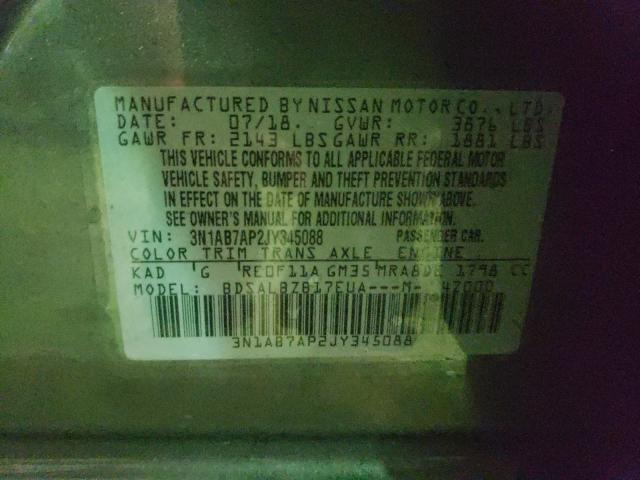 MANUFACTURED BY NISSAN MOTOR CO., LTD.
DATE: 07/18. GVWR: 3876 LBS
GAWR FR: 2143 LBS GAWR RR: 1881 LBS
THIS VEHICLE CONFORMS TO ALL APPLICABLE FEDERAL MOTOR
VEHICLE SAFETY, BUMPER AND THEFT PREVENTION STANDARDS
IN EFFECT ON THE DATE OF MANUFACTURE SHOWN ABOVE.
SEE OWNER'S MANUAL FOR ADDITIONAL INFORMATION.
VIN: 3N1AB7AP2JY345088 PASSENGER CAR.
COLOR TRIM TRANS AXLE ENGINE
KAD G RE0F11A GM35 MRA8DE 1798 CC
MODEL: BDSALBZB17EUA---M- 4Z000
3N1AB7AP2JY345088